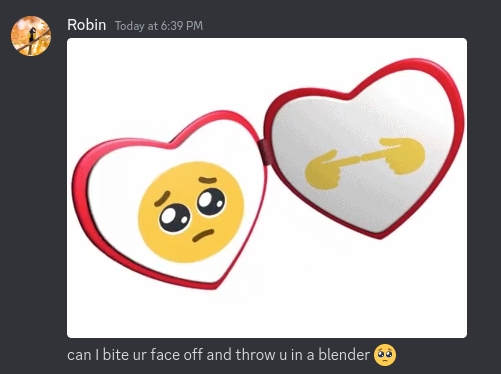 Robin Today at 6:39 PM
can I bite ur face off and throw u in a blender 🥺